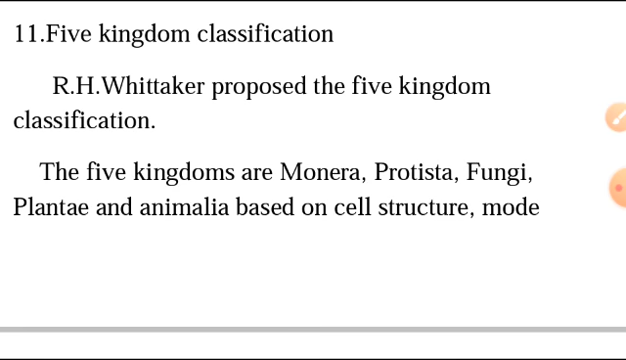 11.Five kingdom classification
R.H.Whittaker proposed the five kingdom
classification.
The five kingdoms are Monera, Protista, Fungi,
Plantae and animalia based on cell structure, mode